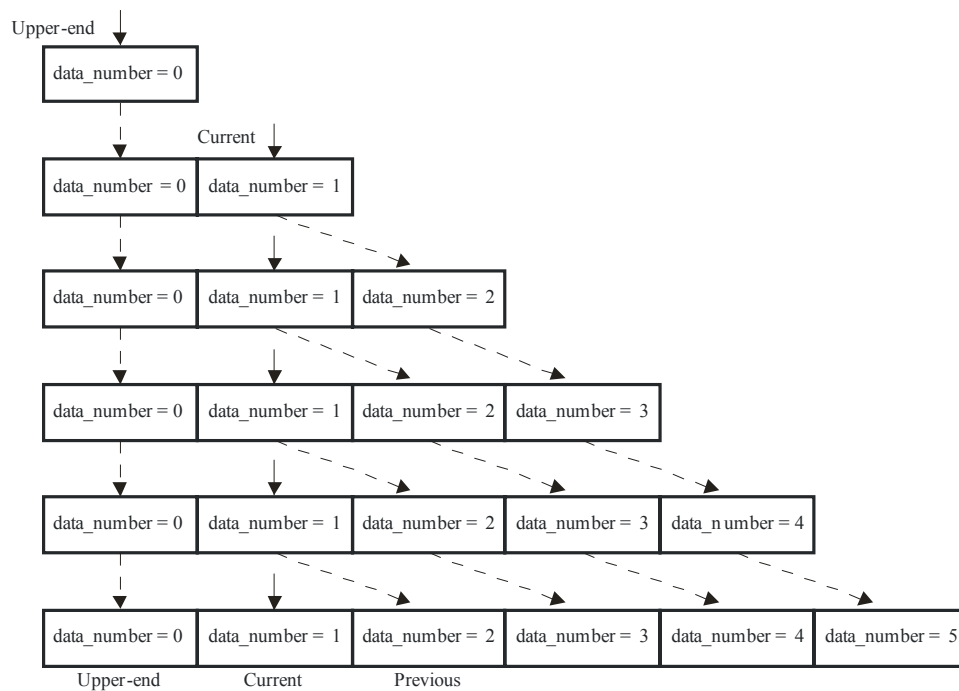 Upper-end
data_number = 0
Current
data_number = 0 data_number = 1
data_number = 0 data_number = 1 data_number = 2
data_number = 0 data_number = 1 data_number = 2 data_number = 3
data_number = 0 data_number = 1 data_number = 2 data_number = 3 data_number = 4
data_number = 0 data_number = 1 data_number = 2 data_number = 3 data_number = 4 data_number = 5
Upper-end Current Previous